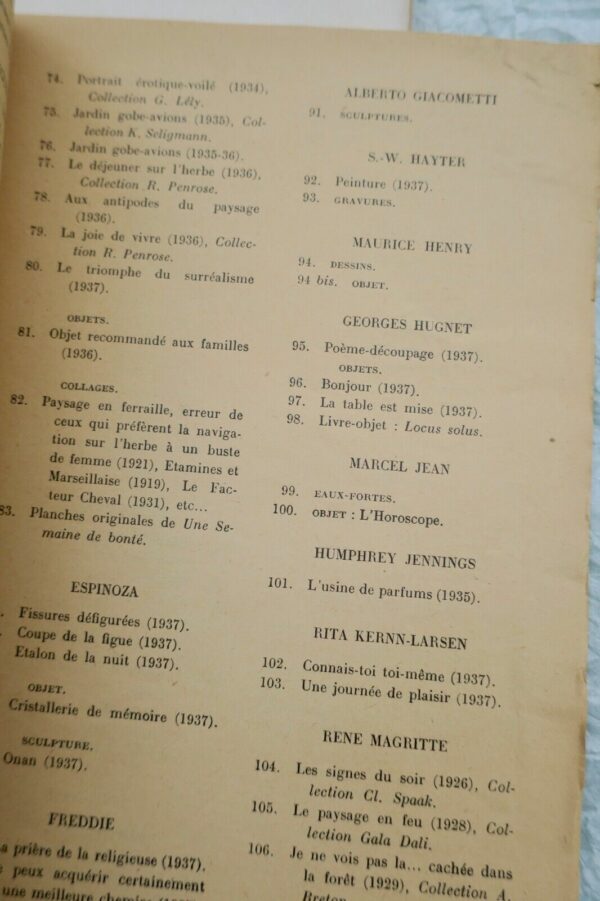 74. Portrait érotique-voilé (1934),
Collection G. Lély.
75. Jardin gobe-avions (1935), Col-
lection K. Seligmann.
76. Jardin gobe-avions (1935-36).
77. Le déjeuner sur l'herbe (1936),
Collection R. Penrose.
78. Aux antipodes du paysage
(1936).
79. La joie de vivre (1936), Collec-
tion R. Penrose.
80. Le triomphe du surréalisme
(1937).
OBJETS.
81. Objet recommandé aux familles
(1936).
COLLAGES.
82. Paysage en ferraille, erreur de
ceux qui préfèrent la naviga-
tion sur l'herbe à un buste
de femme (1921), Etamines et
Marseillaise (1919), Le Fac-
teur Cheval (1931), etc...
83. Planches originales de Une Se-
maine de bonté.
ESPINOZA
Fissures défigurées (1937).
Coupe de la figue (1937).
Etalon de la nuit (1937).
OBJET.
Cristallerie de mémoire (1937).
SCULPTURE.
Onan (1937).
FREDDIE
prière de la religieuse (1937).
peux acquérir certainement
une meilleure
ALBERTO GIACOMETTI
91. SCULPTURES.
S.-W. HAYTER
92. Peinture (1937).
93. GRAVURES.
MAURICE HENRY
94. DESSINS.
94 bis. OBJET.
GEORGES HUGNET
95. Poème-découpage (1937).
OBJETS.
96. Bonjour (1937).
97. La table est mise (1937).
98. Livre-objet : Locus solus.
MARCEL JEAN
99. EAUX-FORTES.
100. OBJET : L'Horoscope.
HUMPHREY JENNINGS
101. L'usine de parfums (1935).
RITA KERNN-LARSEN
102. Connais-toi toi-même (1937).
103. Une journée de plaisir (1937).
RENE MAGRITTE
104. Les signes du soir (1926), Col-
lection Cl. Spaak.
105. Le paysage en feu (1928), Col-
lection Gala Dali.
106. Je ne vois pas la... cachée dans
la forêt (1929), Collection A.
Breton.